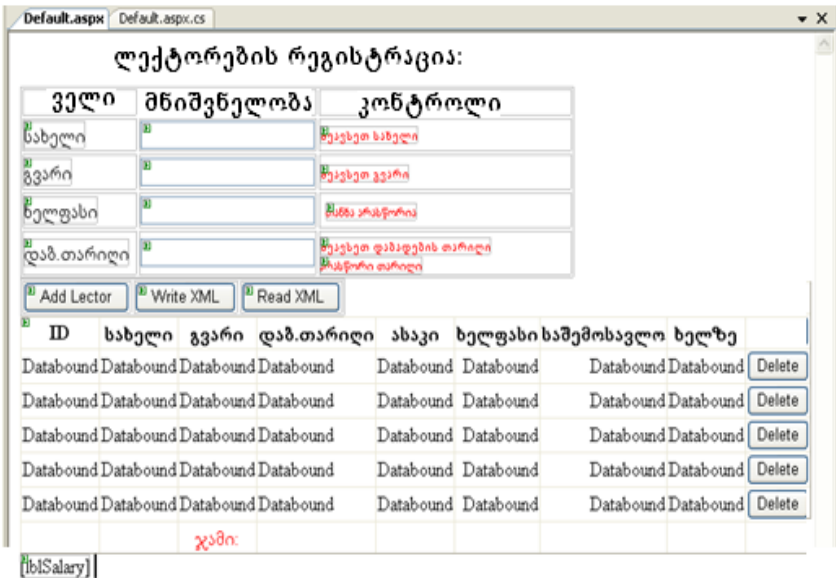 Default.aspx Default.aspx.cs
ლექტორების რეგისტრაცია:
ველი მნიშვნელობა კონტროლი
სახელი შეავსეთ სახელი
გვარი შეავსეთ გვარი
ხელფასი თანხა არასწორია
დაბ.თარიღი შეავსეთ დაბადების თარიღი
არასწორი თარიღი
Add Lector Write XML Read XML
ID სახელი გვარი დაბ.თარიღი ასაკი ხელფასი საშემოსავლო ხელზე
Databound Databound Databound Databound Databound Databound Databound Databound Delete
Databound Databound Databound Databound Databound Databound Databound Databound Delete
Databound Databound Databound Databound Databound Databound Databound Databound Delete
Databound Databound Databound Databound Databound Databound Databound Databound Delete
Databound Databound Databound Databound Databound Databound Databound Databound Delete
ჯამი:
[lblSalary]